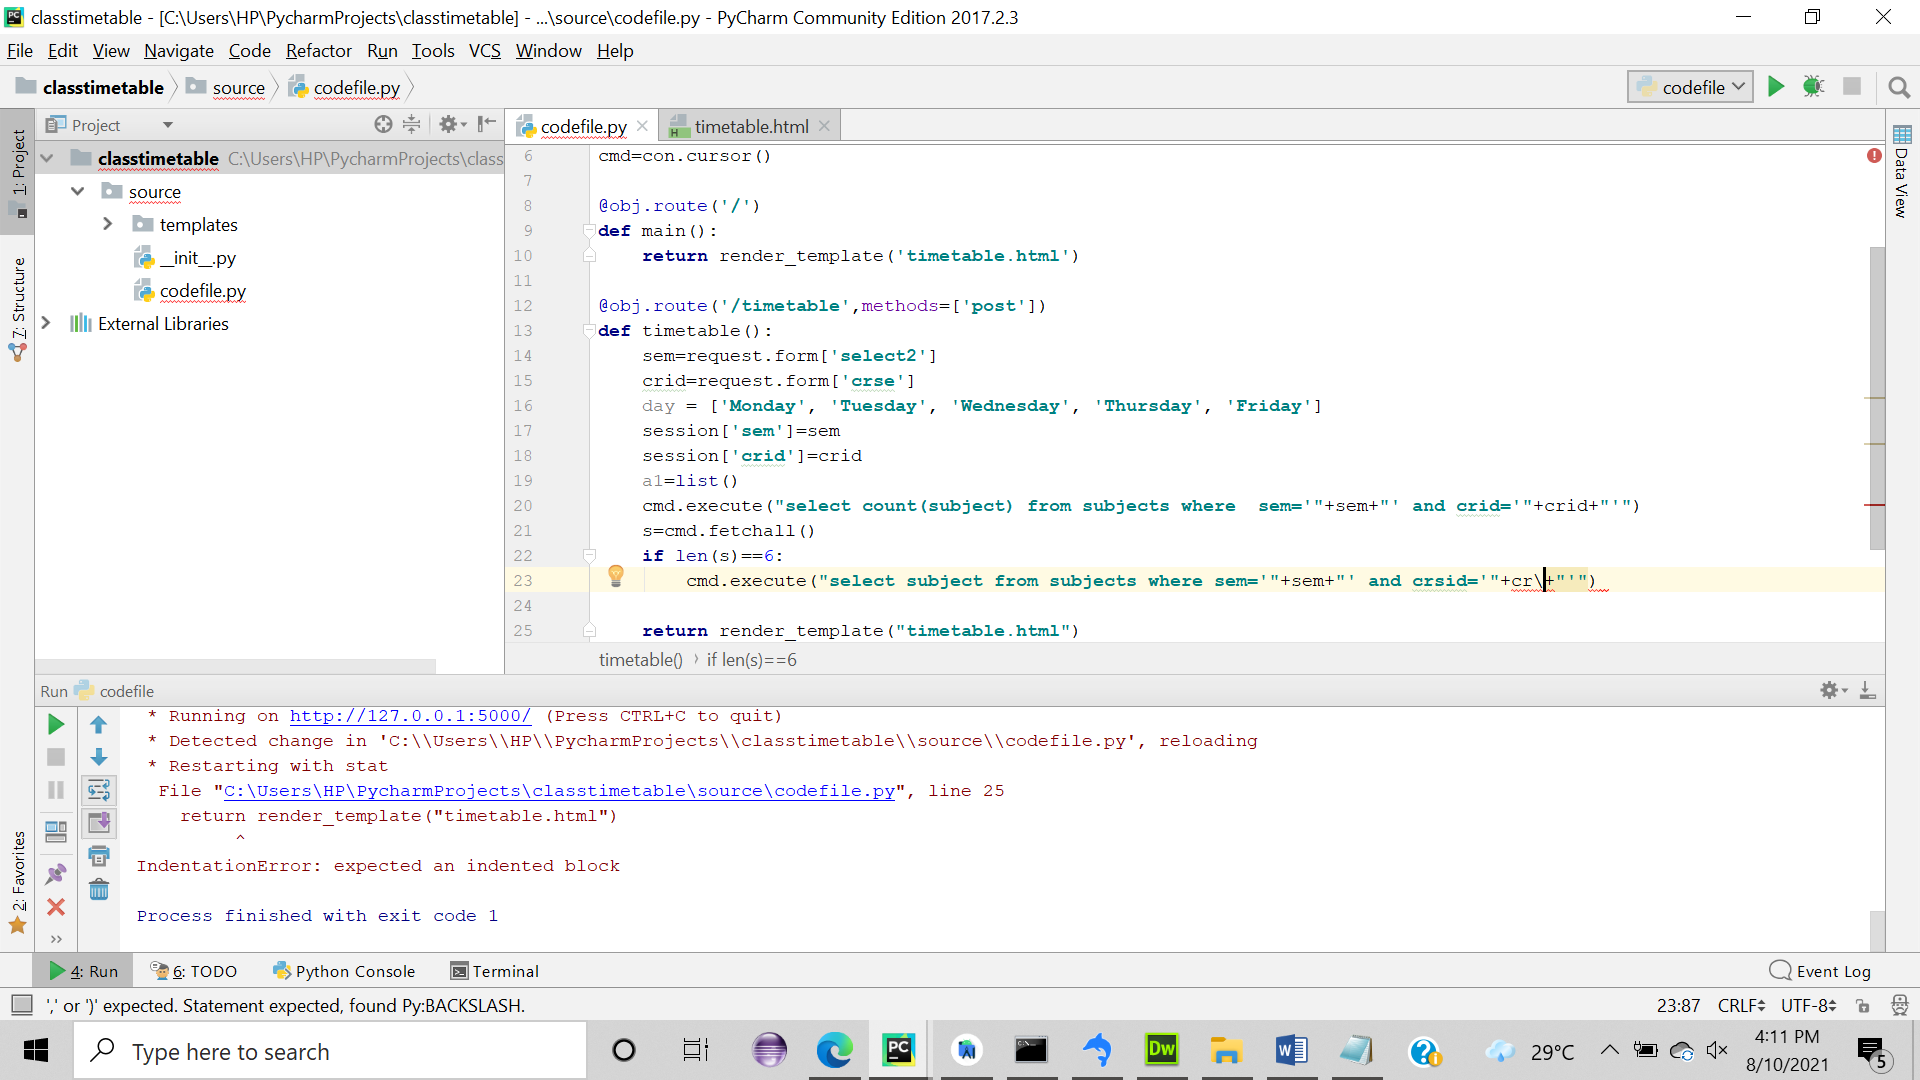 classtimetable - [C:\Users\HP\PycharmProjects\classtimetable] - ...\source\codefile.py - PyCharm Community Edition 2017.2.3
File Edit View Navigate Code Refactor Run Tools VCS Window Help
classtimetable source codefile.py codefile
Project codefile.py timetable.html
1: Project
7: Structure
2: Favorites
classtimetable C:\Users\HP\PycharmProjects\class
source
templates
__init__.py
codefile.py
External Libraries
6 cmd=con.cursor()
7
8 @obj.route('/')
9 def main():
10 return render_template('timetable.html')
11
12 @obj.route('/timetable',methods=['post'])
13 def timetable():
14 sem=request.form['select2']
15 crid=request.form['crse']
16 day = ['Monday', 'Tuesday', 'Wednesday', 'Thursday', 'Friday']
17 session['sem']=sem
18 session['crid']=crid
19 a1=list()
20 cmd.execute("select count(subject) from subjects where  sem='"+sem+"' and crid='"+crid+"'")
21 s=cmd.fetchall()
22 if len(s)==6:
23 cmd.execute("select subject from subjects where sem='"+sem+"' and crsid='"+cr\+"'")
24
25 return render_template("timetable.html")
timetable() › if len(s)==6
Data View
Run codefile
* Running on http://127.0.0.1:5000/ (Press CTRL+C to quit)
* Detected change in 'C:\\Users\\HP\\PycharmProjects\\classtimetable\\source\\codefile.py', reloading
* Restarting with stat
File "C:\Users\HP\PycharmProjects\classtimetable\source\codefile.py", line 25
return render_template("timetable.html")
^
IndentationError: expected an indented block
Process finished with exit code 1
4: Run 6: TODO Python Console Terminal Event Log
',' or ')' expected. Statement expected, found Py:BACKSLASH. 23:87 CRLF UTF-8
Type here to search
PC
Dw
29°C
4:11 PM
8/10/2021
5